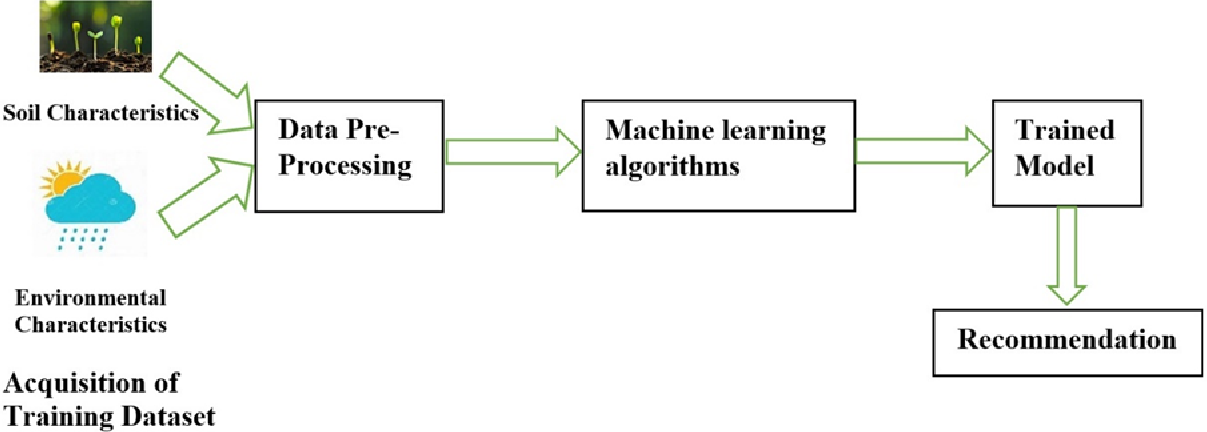 Soil Characteristics
Environmental
Characteristics
Acquisition of
Training Dataset
Data Pre-
Processing
Machine learning
algorithms
Trained
Model
Recommendation